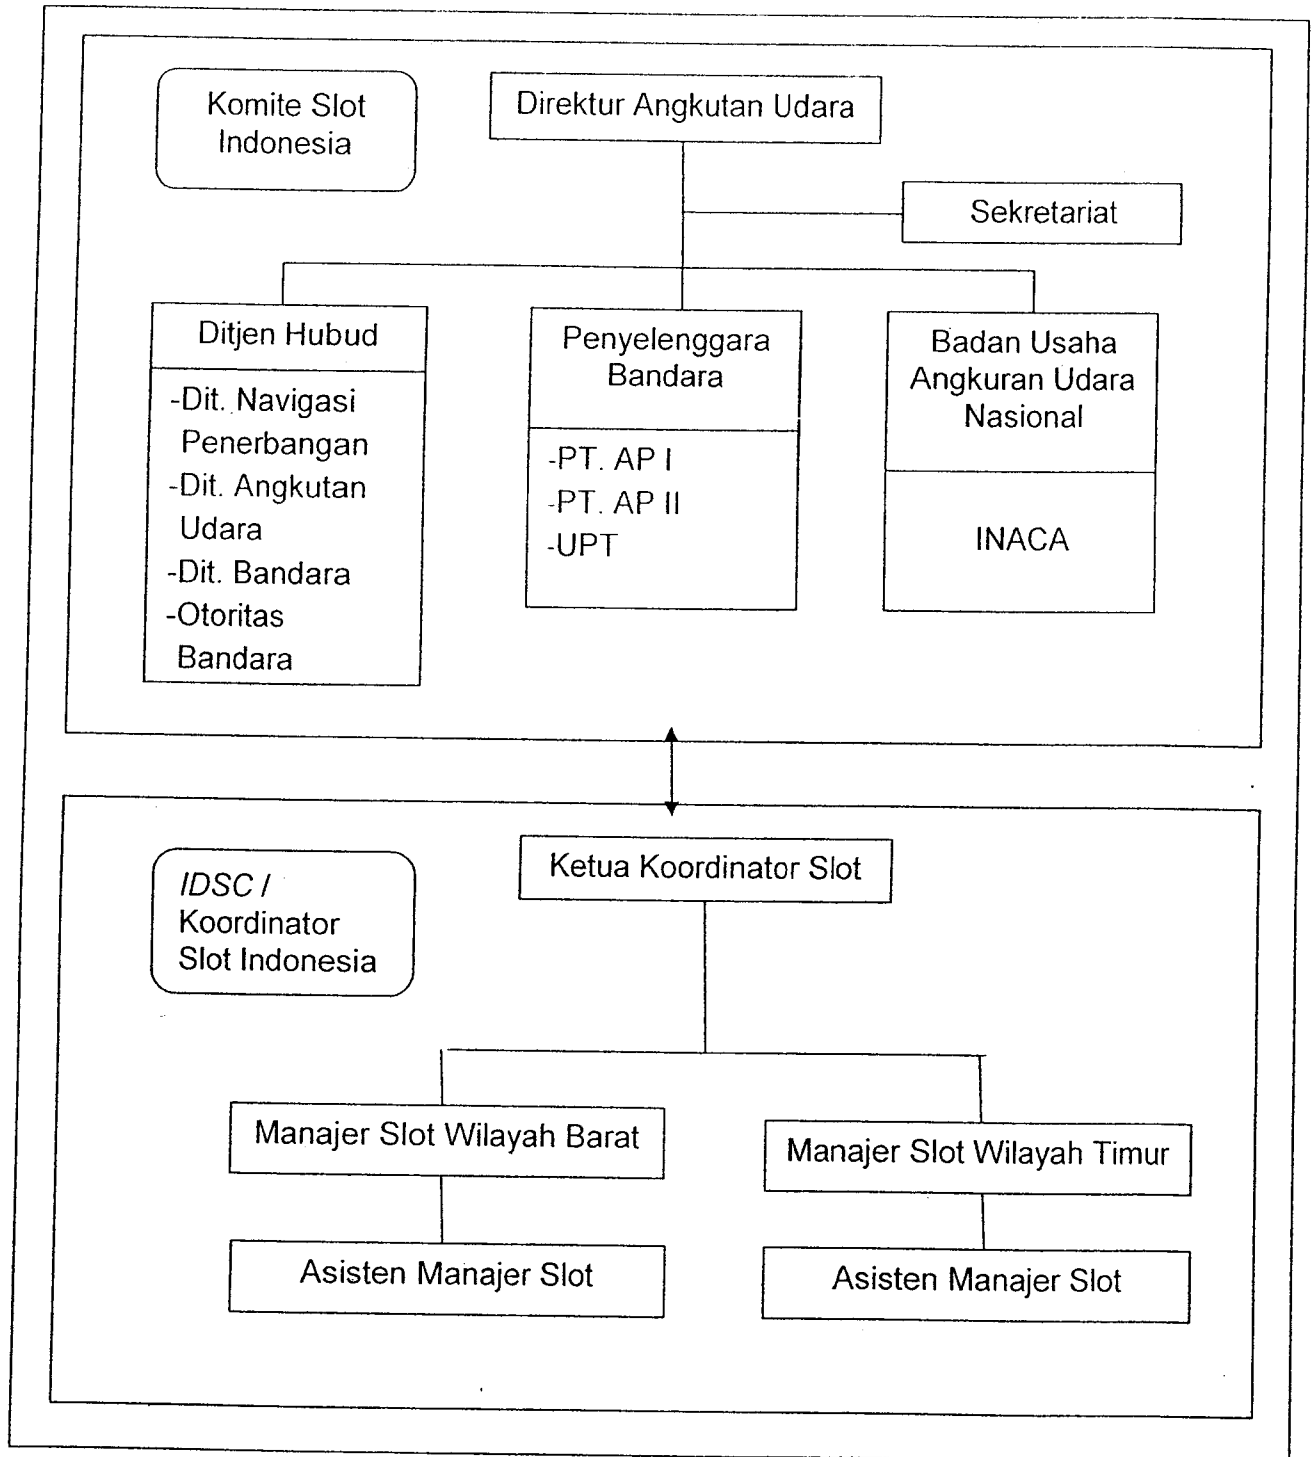 Komite Slot
Indonesia
Direktur Angkutan Udara
Sekretariat
Ditjen Hubud
-Dit. Navigasi
Penerbangan
-Dit. Angkutan
Udara
-Dit. Bandara
-Otoritas
Bandara
Penyelenggara
Bandara
-PT. AP I
-PT. AP II
-UPT
Badan Usaha
Angkuran Udara
Nasional
INACA
IDSC /
Koordinator
Slot Indonesia
Ketua Koordinator Slot
Manajer Slot Wilayah Barat
Manajer Slot Wilayah Timur
Asisten Manajer Slot
Asisten Manajer Slot